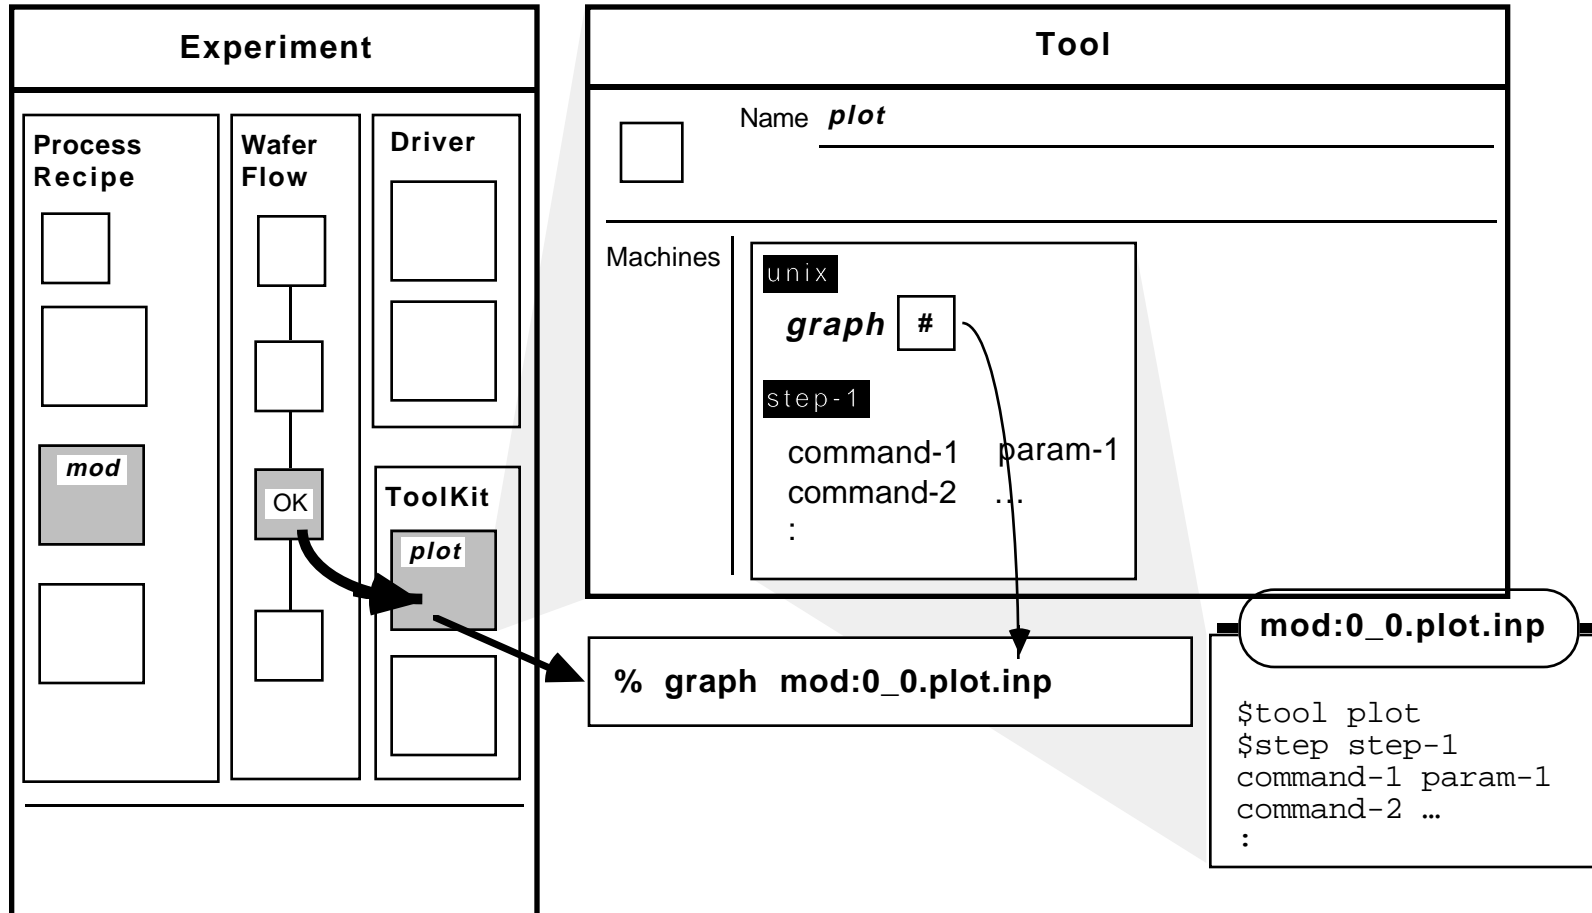 Experiment
Process
Recipe
mod
Wafer
Flow
OK
Driver
ToolKit
plot
Tool
Name plot
Machines
unix
graph #
step-1
command-1 param-1
command-2 …
:
% graph mod:0_0.plot.inp
mod:0_0.plot.inp
$tool plot
$step step-1
command-1 param-1
command-2 …
: